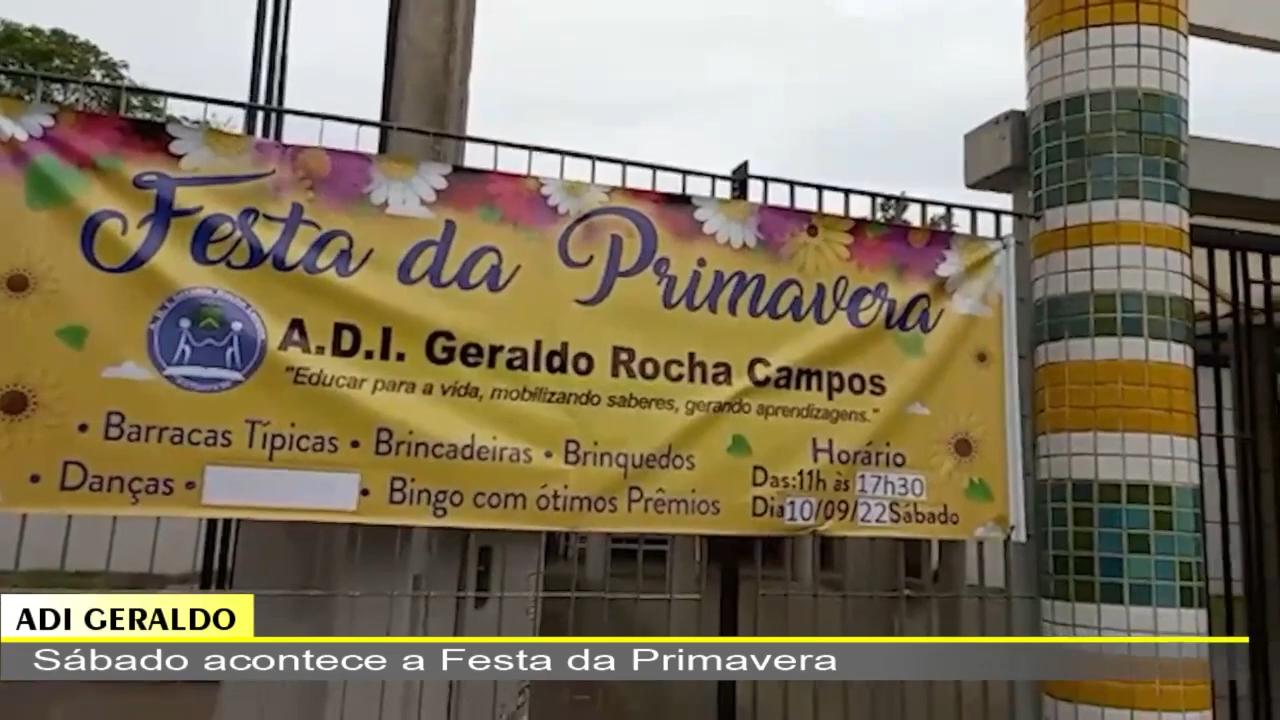 Festa da Primavera
A.D.I. Geraldo Rocha Campos
"Educar para a vida, mobilizando saberes, gerando aprendizagens."
• Barracas Típicas • Brincadeiras • Brinquedos
• Danças • • Bingo com ótimos Prêmios
Horário
Das:11h às 17h30
Dia 10/09/22 Sábado
ADI GERALDO
Sábado acontece a Festa da Primavera